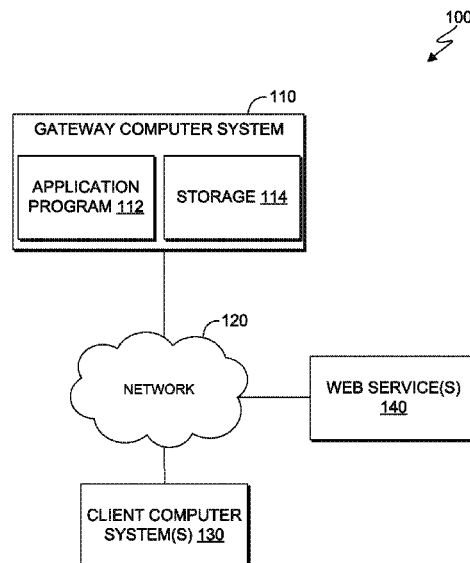 100
110
GATEWAY COMPUTER SYSTEM
APPLICATION
PROGRAM 112
STORAGE 114
120
NETWORK
WEB SERVICE(S)
140
CLIENT COMPUTER
SYSTEM(S) 130